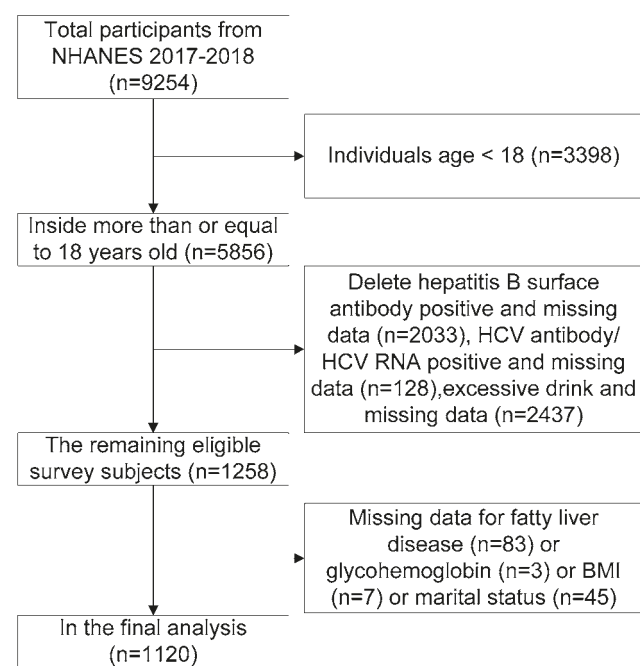 Total participants from
NHANES 2017-2018
(n=9254)
Individuals age < 18 (n=3398)
Inside more than or equal
to 18 years old (n=5856)
Delete hepatitis B surface
antibody positive and missing
data (n=2033), HCV antibody/
HCV RNA positive and missing
data (n=128),excessive drink and
missing data (n=2437)
The remaining eligible
survey subjects (n=1258)
Missing data for fatty liver
disease (n=83) or
glycohemoglobin (n=3) or BMI
(n=7) or marital status (n=45)
In the final analysis
(n=1120)